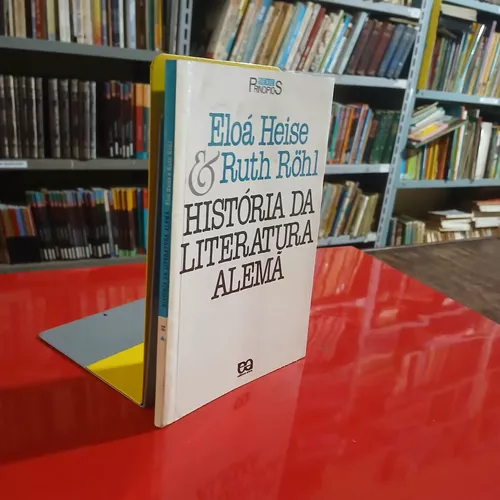 PRINCÍPIOS
Eloá Heise
& Ruth Röhl
HISTÓRIA DA
LITERATURA
ALEMÃ